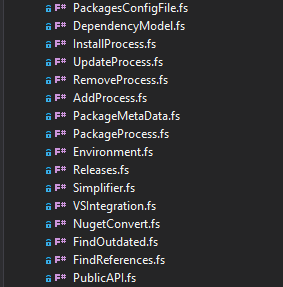 F# PackagesConfigFile.fs
F# DependencyModel.fs
F# InstallProcess.fs
F# UpdateProcess.fs
F# RemoveProcess.fs
F# AddProcess.fs
F# PackageMetaData.fs
F# PackageProcess.fs
F# Environment.fs
F# Releases.fs
F# Simplifier.fs
F# VSIntegration.fs
F# NugetConvert.fs
F# FindOutdated.fs
F# FindReferences.fs
F# PublicAPI.fs